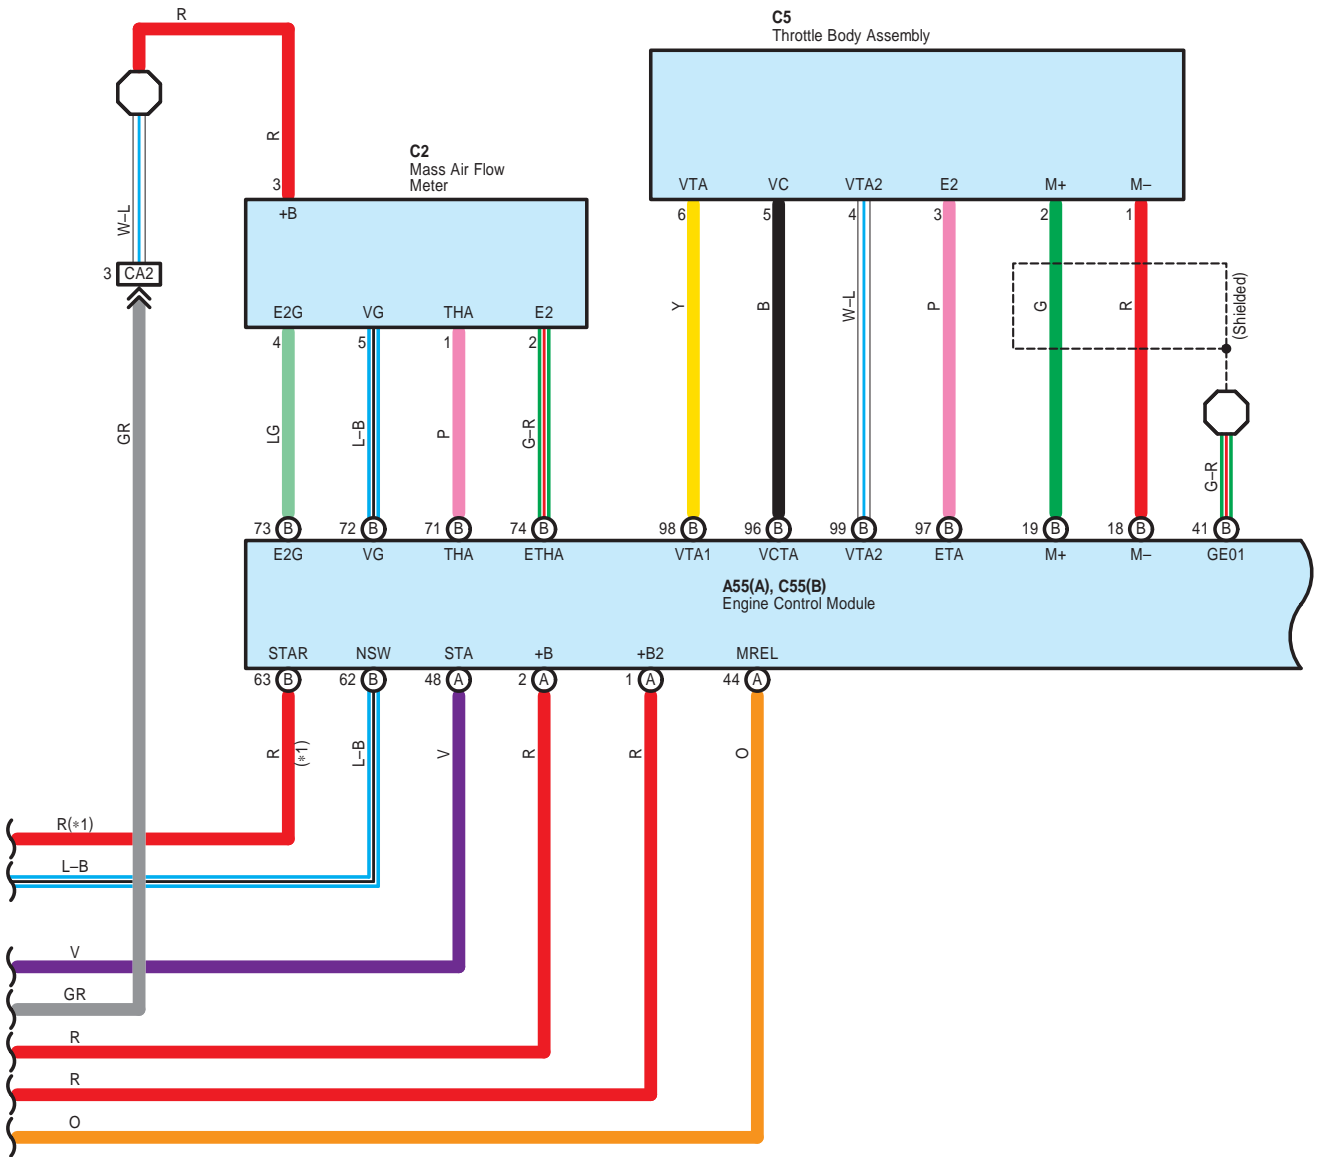 R
C5
Throttle Body Assembly
R
C2
Mass Air Flow
Meter
3
+B
VTA VC VTA2 E2 M+ M–
6 5 4 3 2 1
W–L
3 CA2
E2G VG THA E2
4 5 1 2
Y B W–L P G R (Shielded)
GR
LG L–B P G–R
G–R
73 B 72 B 71 B 74 B 98 B 96 B 99 B 97 B 19 B 18 B 41 B
E2G VG THA ETHA VTA1 VCTA VTA2 ETA M+ M– GE01
A55(A), C55(B)
Engine Control Module
STAR NSW STA +B +B2 MREL
63 B 62 B 48 A 2 A 1 A 44 A
R (∗1) L–B V R R O
R(∗1)
L–B
V
GR
R
R
O